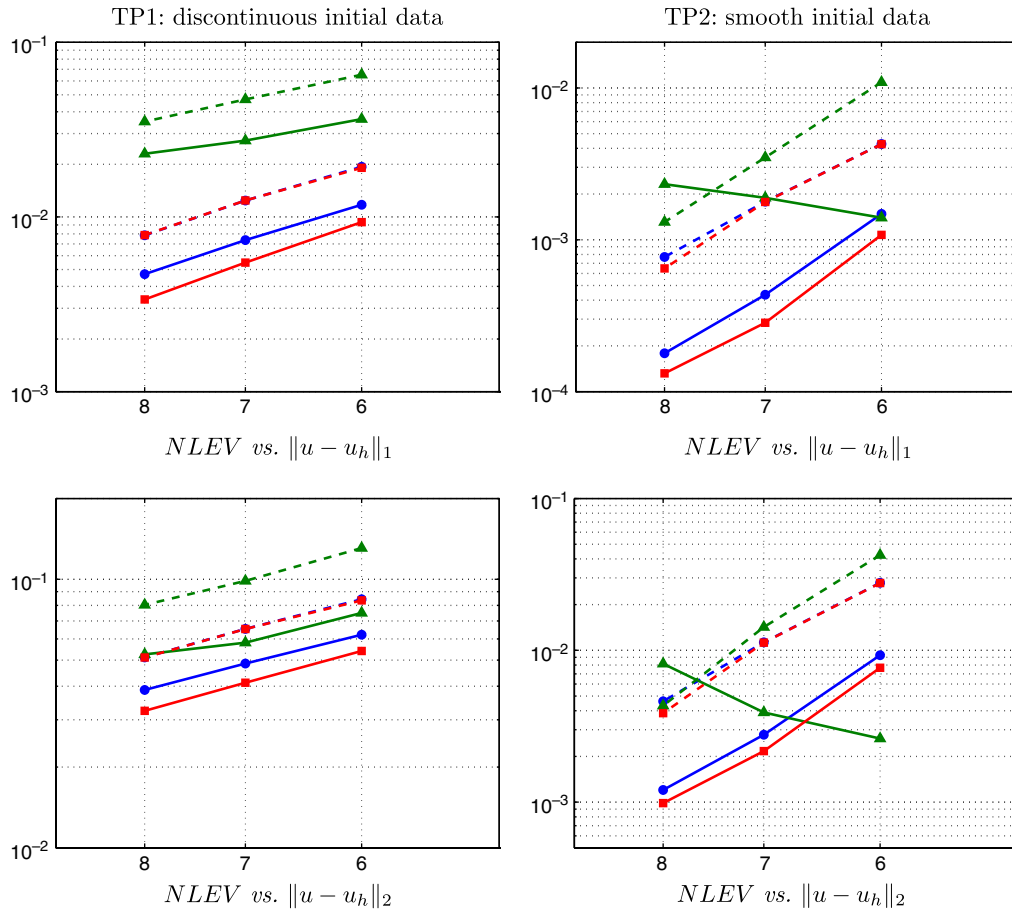 TP1: discontinuous initial data
TP2: smooth initial data
10^{-1}
10^{-2}
10^{-3}
8 7 6
NLEV vs. ‖u − u_h‖_1
10^{-2}
10^{-3}
10^{-4}
8 7 6
NLEV vs. ‖u − u_h‖_1
10^{-1}
10^{-2}
8 7 6
NLEV vs. ‖u − u_h‖_2
10^{-1}
10^{-2}
10^{-3}
8 7 6
NLEV vs. ‖u − u_h‖_2